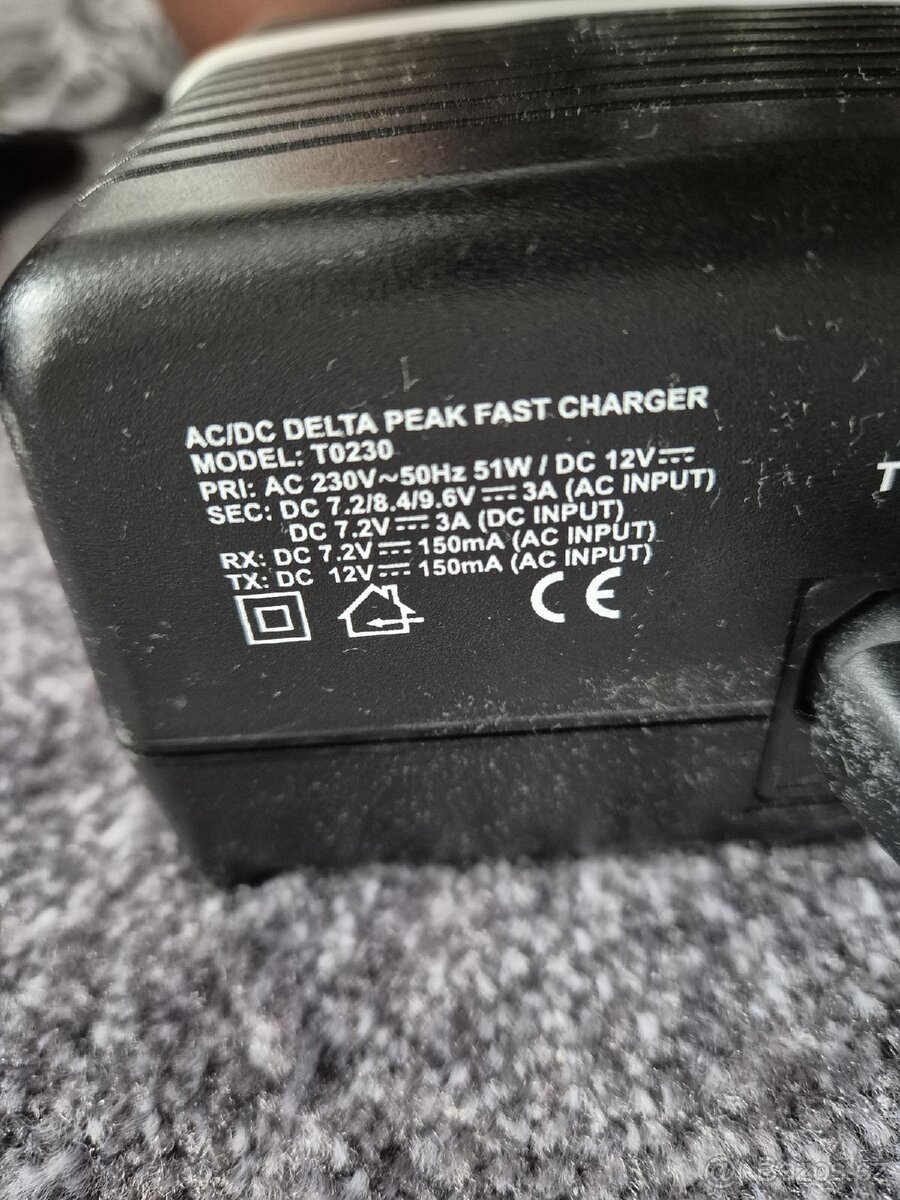 AC/DC DELTA PEAK FAST CHARGER
MODEL: T0230
PRI: AC 230V~50Hz 51W / DC 12V⎓
SEC: DC 7.2/8.4/9.6V⎓3A (AC INPUT)
DC 7.2V⎓3A (DC INPUT)
RX: DC 7.2V⎓150mA (AC INPUT)
TX: DC 12V⎓150mA (AC INPUT)
CE
T